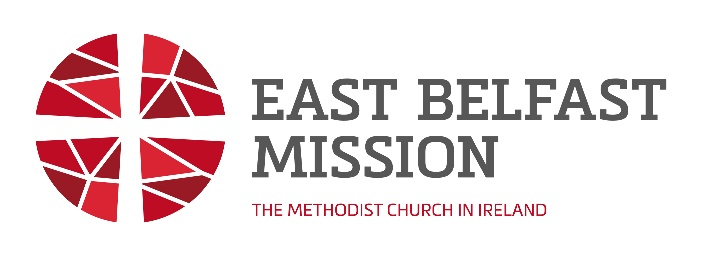 EAST BELFAST
MISSION
THE METHODIST CHURCH IN IRELAND